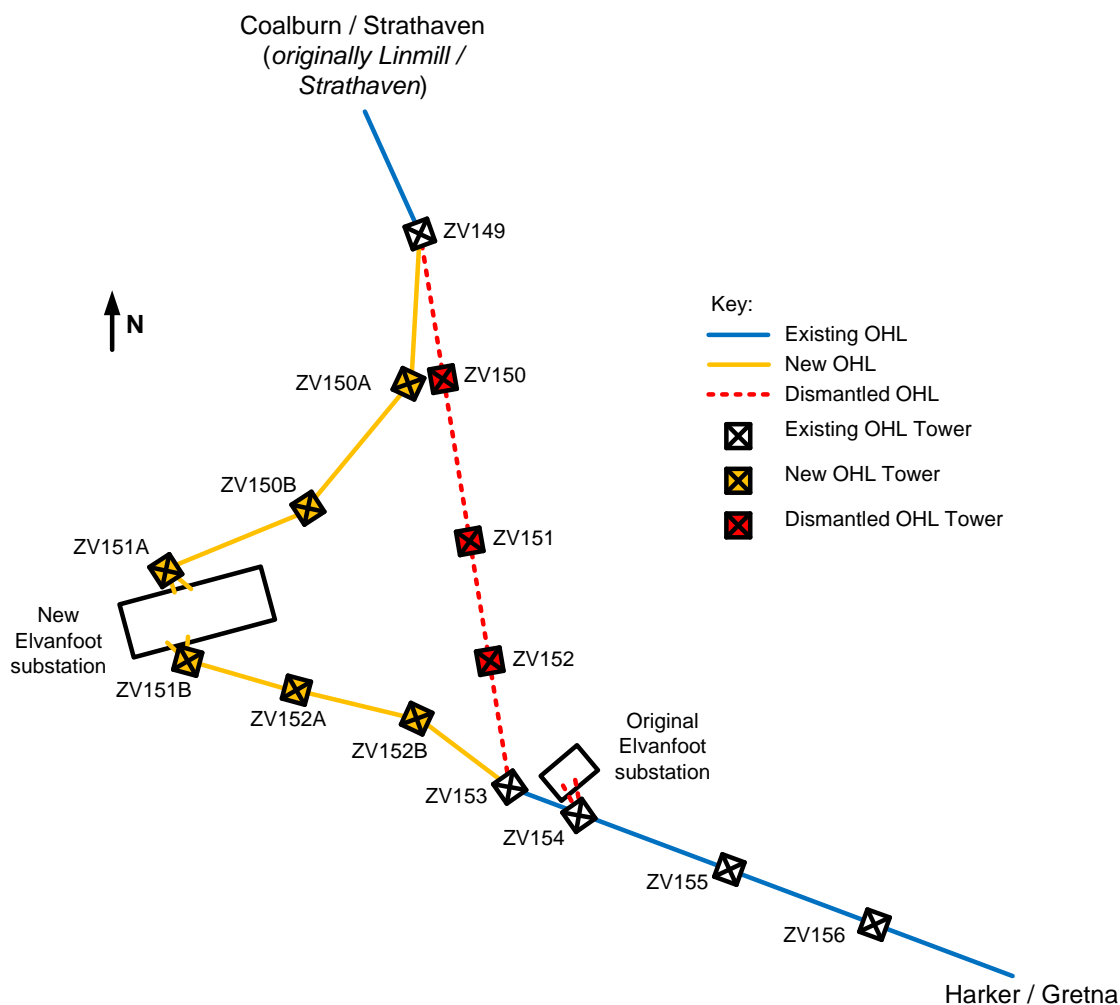 Coalburn / Strathaven
(originally Linmill /
Strathaven)
ZV149
N
Key:
Existing OHL
New OHL
Dismantled OHL
Existing OHL Tower
New OHL Tower
Dismantled OHL Tower
ZV150A
ZV150
ZV150B
ZV151A
ZV151
New
Elvanfoot
substation
ZV151B
ZV152A
ZV152B
ZV152
Original
Elvanfoot
substation
ZV153
ZV154
ZV155
ZV156
Harker / Gretna